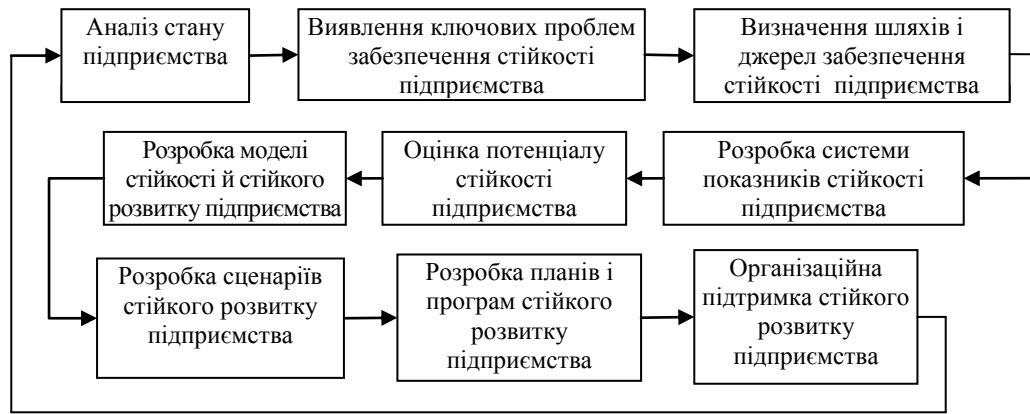 Аналіз стану
підприємства
Виявлення ключових проблем
забезпечення стійкості
підприємства
Визначення шляхів і
джерел забезпечення
стійкості підприємства
Розробка системи
показників стійкості
підприємства
Оцінка потенціалу
стійкості
підприємства
Розробка моделі
стійкості й стійкого
розвитку підприємства
Розробка сценаріїв
стійкого розвитку
підприємства
Розробка планів і
програм стійкого
розвитку
підприємства
Організаційна
підтримка стійкого
розвитку
підприємства